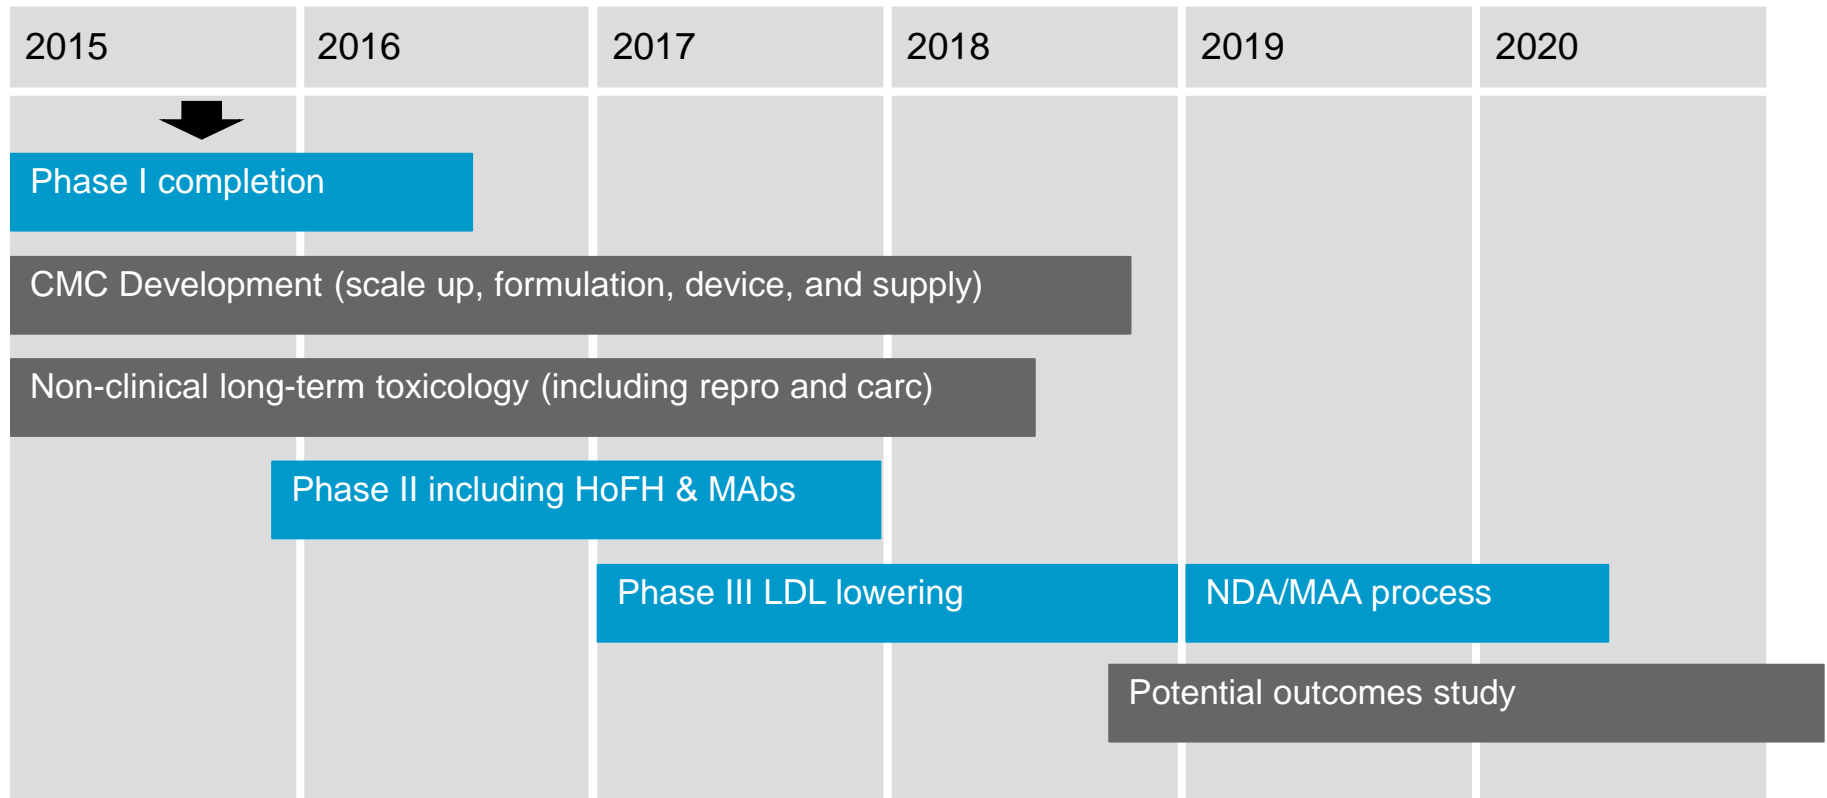 2015
2016
2017
2018
2019
2020
Phase I completion
CMC Development (scale up, formulation, device, and supply)
Non-clinical long-term toxicology (including repro and carc)
Phase II including HoFH & MAbs
Phase III LDL lowering
NDA/MAA process
Potential outcomes study